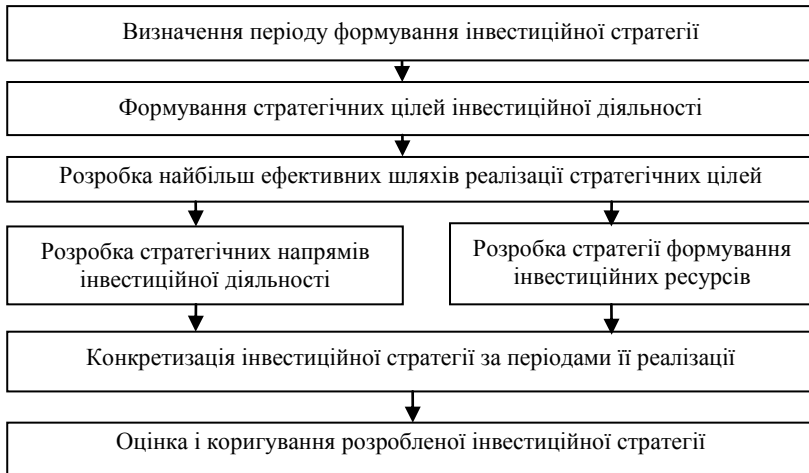 Визначення періоду формування інвестиційної стратегії
Формування стратегічних цілей інвестиційної діяльності
Розробка найбільш ефективних шляхів реалізації стратегічних цілей
Розробка стратегічних напрямів
інвестиційної діяльності
Розробка стратегії формування
інвестиційних ресурсів
Конкретизація інвестиційної стратегії за періодами її реалізації
Оцінка і коригування розробленої інвестиційної стратегії